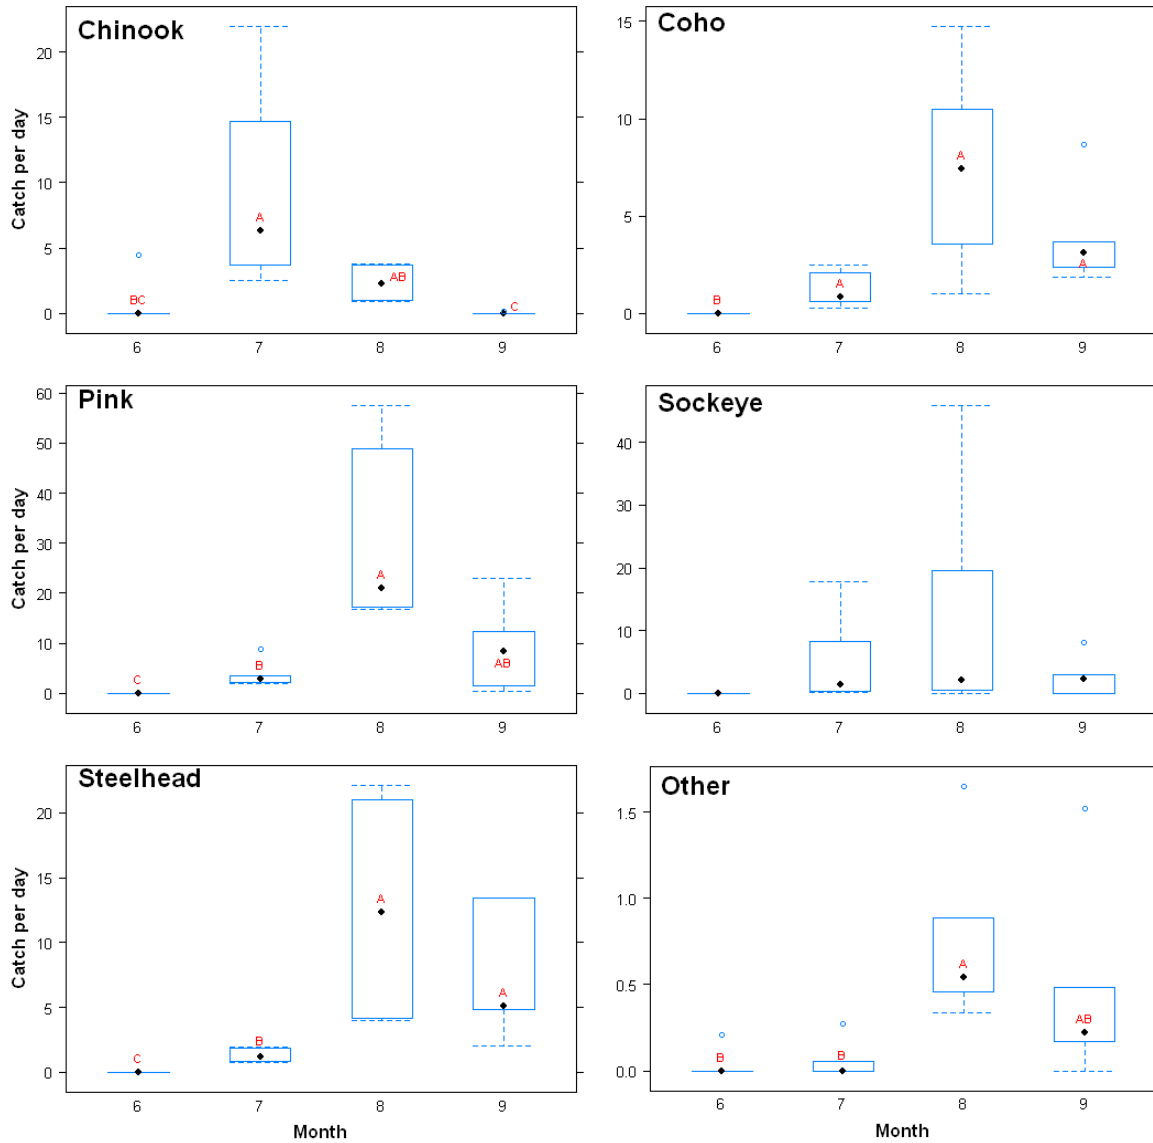 Chinook
Catch per day
20
15
10
5
0
BC
A
AB
C
6 7 8 9
Coho
15
10
5
0
B
A
A
A
6 7 8 9
Pink
Catch per day
60
50
40
30
20
10
0
C
B
A
AB
6 7 8 9
Sockeye
40
30
20
10
0
6 7 8 9
Steelhead
Catch per day
20
15
10
5
0
C
B
A
A
6 7 8 9
Month
Other
1.5
1.0
0.5
0.0
B
B
A
AB
6 7 8 9
Month